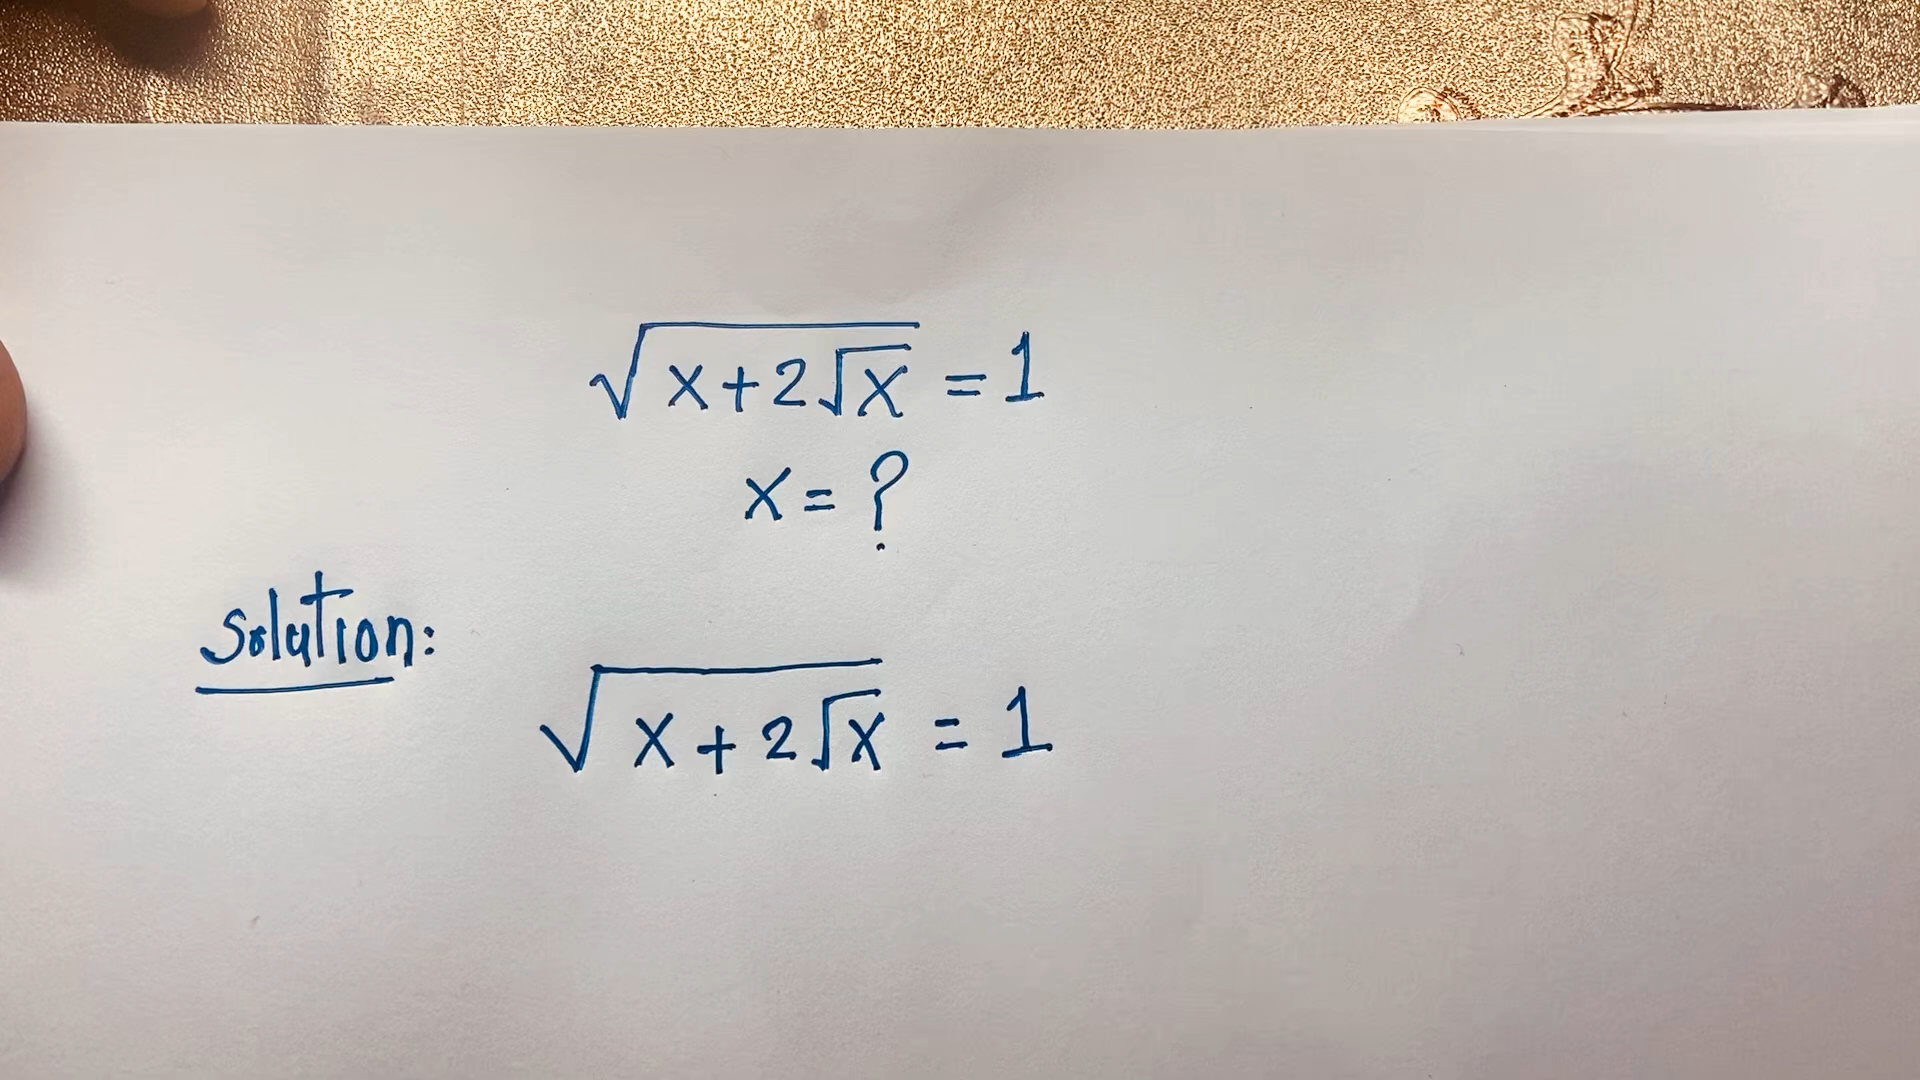 √(x+2√x) = 1
x = ?
Solution:
√(x+2√x) = 1